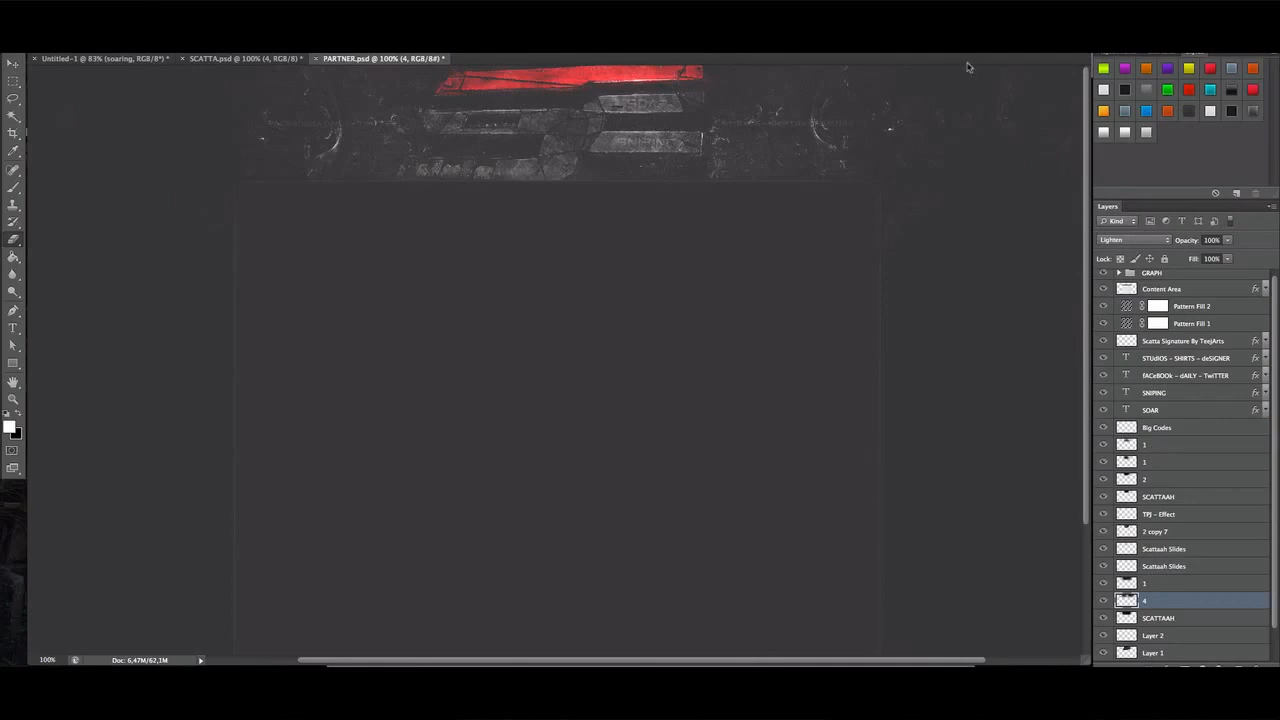 Untitled-1 @ 83% (soaring, RGB/8*) *
SCATTA.psd @ 100% (4, RGB/8) *
PARTNER.psd @ 100% (4, RGB/8#) *
SOAR
SNIPING
Layers
Kind
Lighten
Opacity: 100%
Lock:
Fill: 100%
GRAPH
Content Area
Pattern Fill 2
Pattern Fill 1
Scatta Signature By TeejArts
STUdIOS - SHIRTS - deSIGNER
fACeBOOk - dAILY - TwITTER
SNIPING
SOAR
Big Codes
1
1
2
SCATTAAH
TPJ - Effect
2 copy 7
Scattaah Slides
Scattaah Slides
1
4
SCATTAAH
Layer 2
Layer 1
100%
Doc: 6,47M/62,1M